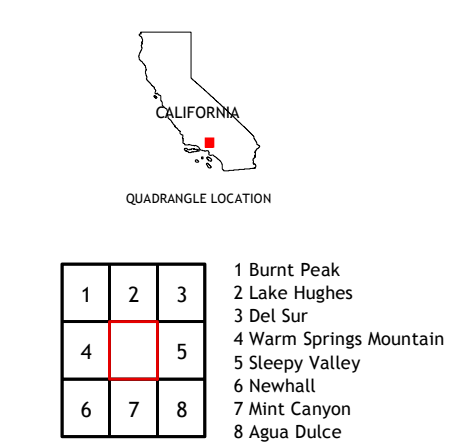 CALIFORNIA
QUADRANGLE LOCATION
1 2 3
4 5
6 7 8
1 Burnt Peak
2 Lake Hughes
3 Del Sur
4 Warm Springs Mountain
5 Sleepy Valley
6 Newhall
7 Mint Canyon
8 Agua Dulce